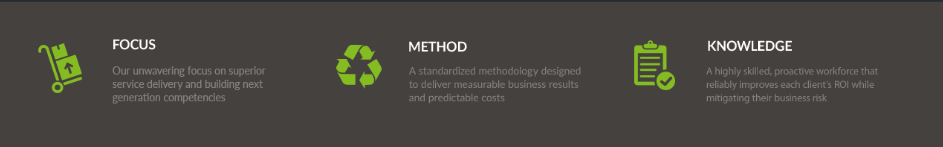 FOCUS
Our unwavering focus on superior
service delivery and building next
generation competencies
METHOD
A standardized methodology designed
to deliver measurable business results
and predictable costs
KNOWLEDGE
A highly skilled, proactive workforce that
reliably improves each client's ROI while
mitigating their business risk